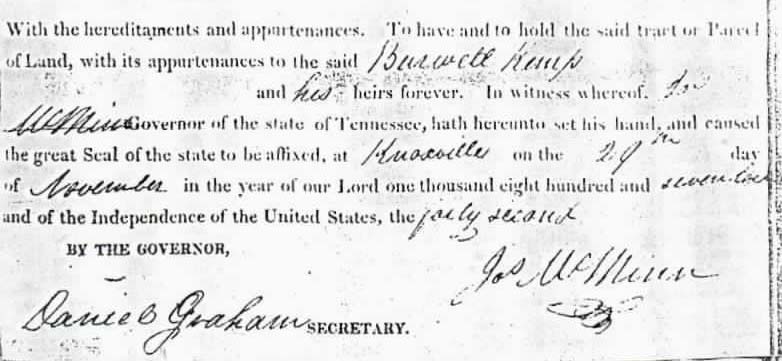 With the hereditaments and appurtenances. To have and to hold the said tract or Parcel
of Land, with its appurtenances to the said Burwell Kemp
and his heirs forever. In witness whereof. Jos
McMinn Governor of the state of Tennessee, hath hereunto set his hand, and caused
the great Seal of the state to be affixed, at Knoxville on the 29th day
of November in the year of our Lord one thousand eight hundred and seventeen
and of the Independence of the United States, the forty second
BY THE GOVERNOR,
Jos McMinn
Daniel Graham SECRETARY.